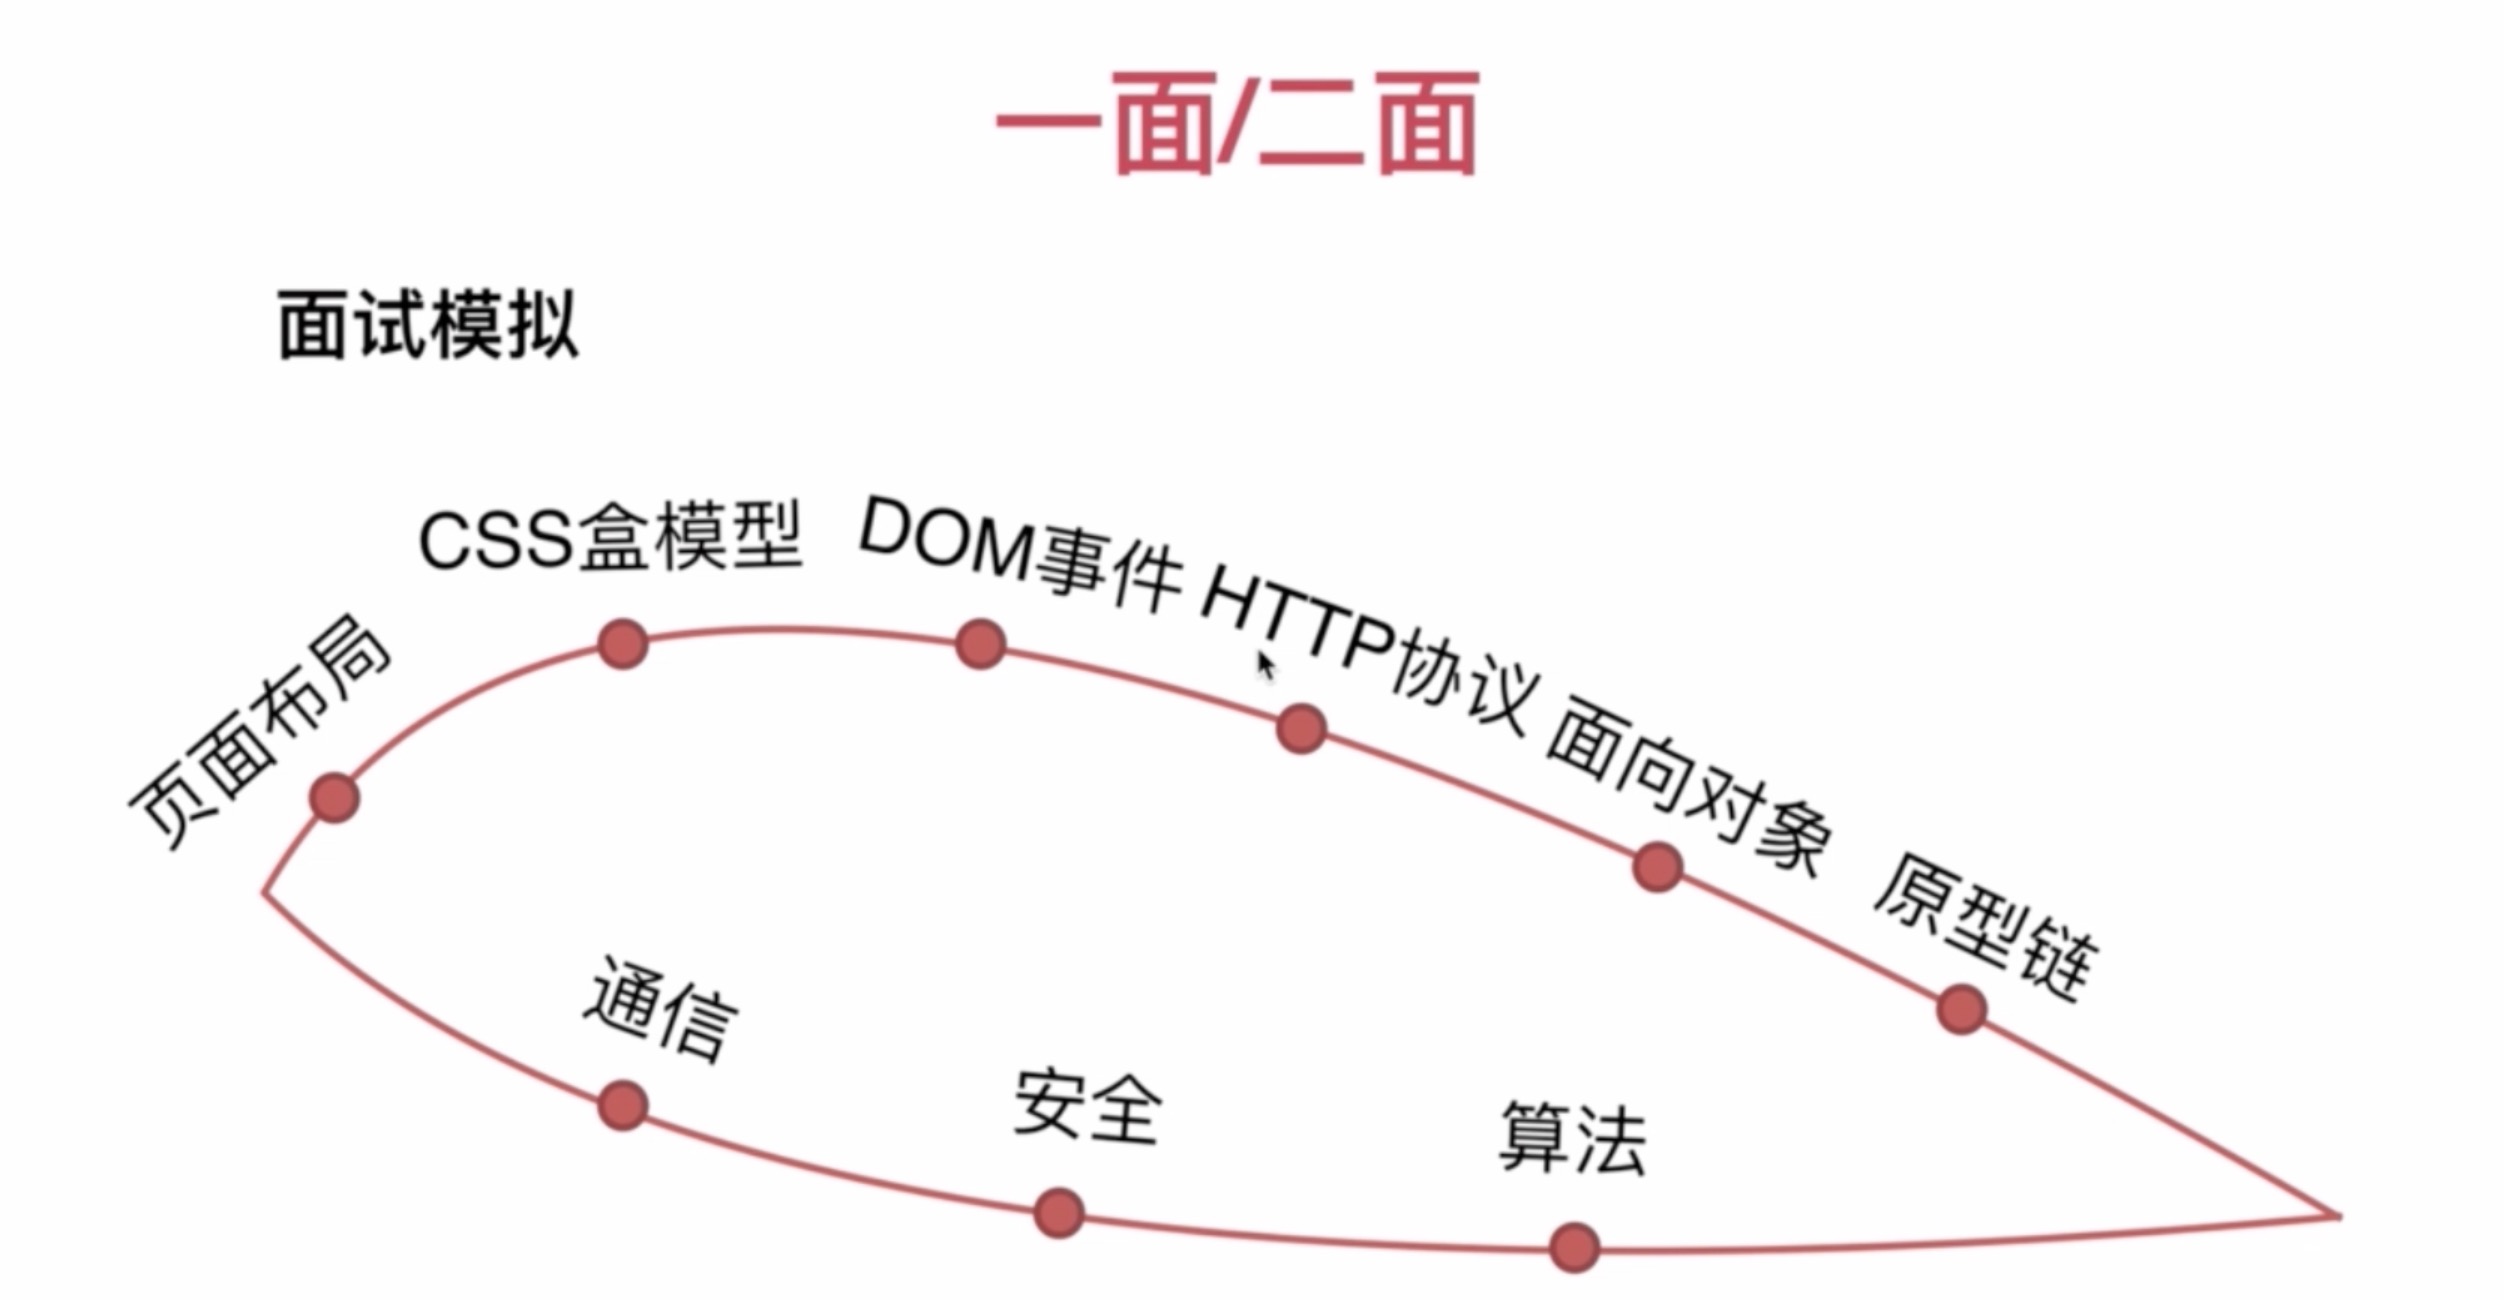 一面/二面
面试模拟
页面布局
CSS盒模型
DOM事件
HTTP协议
面向对象
原型链
通信
安全
算法